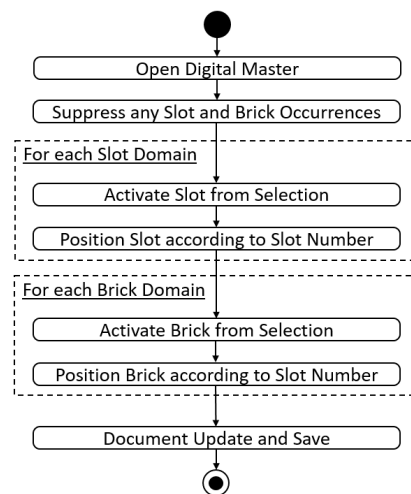 Open Digital Master
Suppress any Slot and Brick Occurrences
For each Slot Domain
Activate Slot from Selection
Position Slot according to Slot Number
For each Brick Domain
Activate Brick from Selection
Position Brick according to Slot Number
Document Update and Save